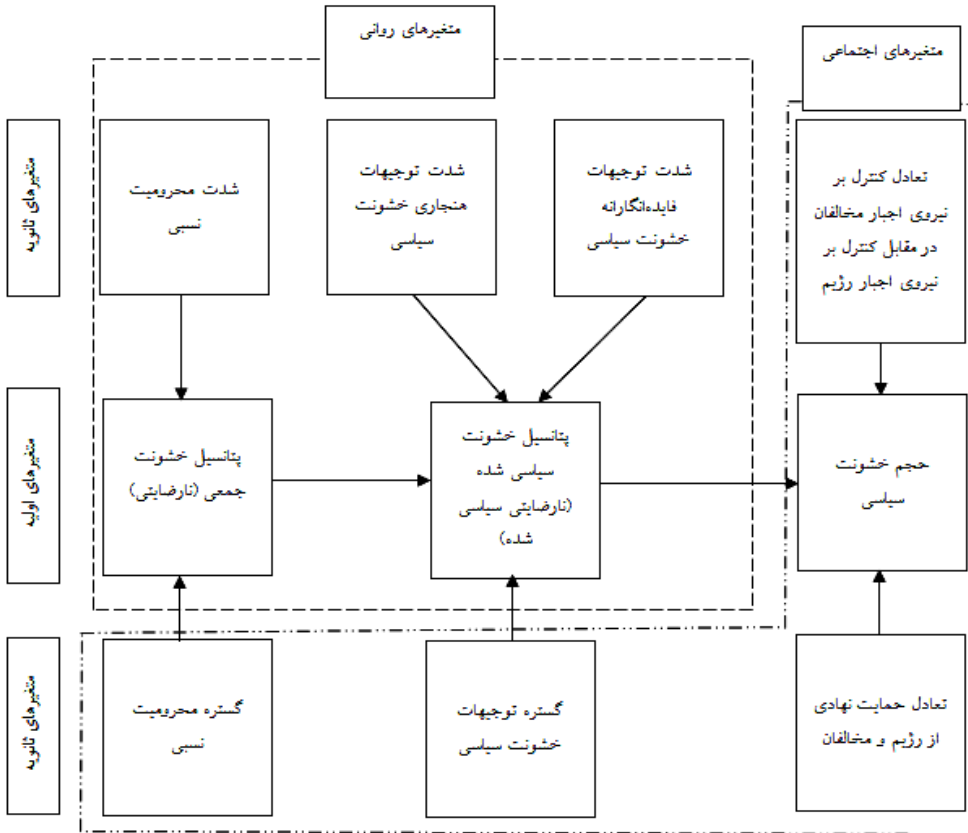 متغیرهای روانی
متغیرهای اجتماعی
متغیرهای ثانویه
شدت محرومیت
نسبی
شدت توجیهات
هنجاری خشونت
سیاسی
شدت توجیهات
فایده‌انگارانه
خشونت سیاسی
تعادل کنترل بر
نیروی اجبار مخالفان
در مقابل کنترل بر
نیروی اجبار رژیم
متغیرهای اولیه
پتانسیل خشونت
جمعی (نارضایتی)
پتانسیل خشونت
سیاسی شده
(نارضایتی سیاسی
شده)
حجم خشونت
سیاسی
متغیرهای ثانویه
گستره محرومیت
نسبی
گستره توجیهات
خشونت سیاسی
تعادل حمایت نهادی
از رژیم و مخالفان